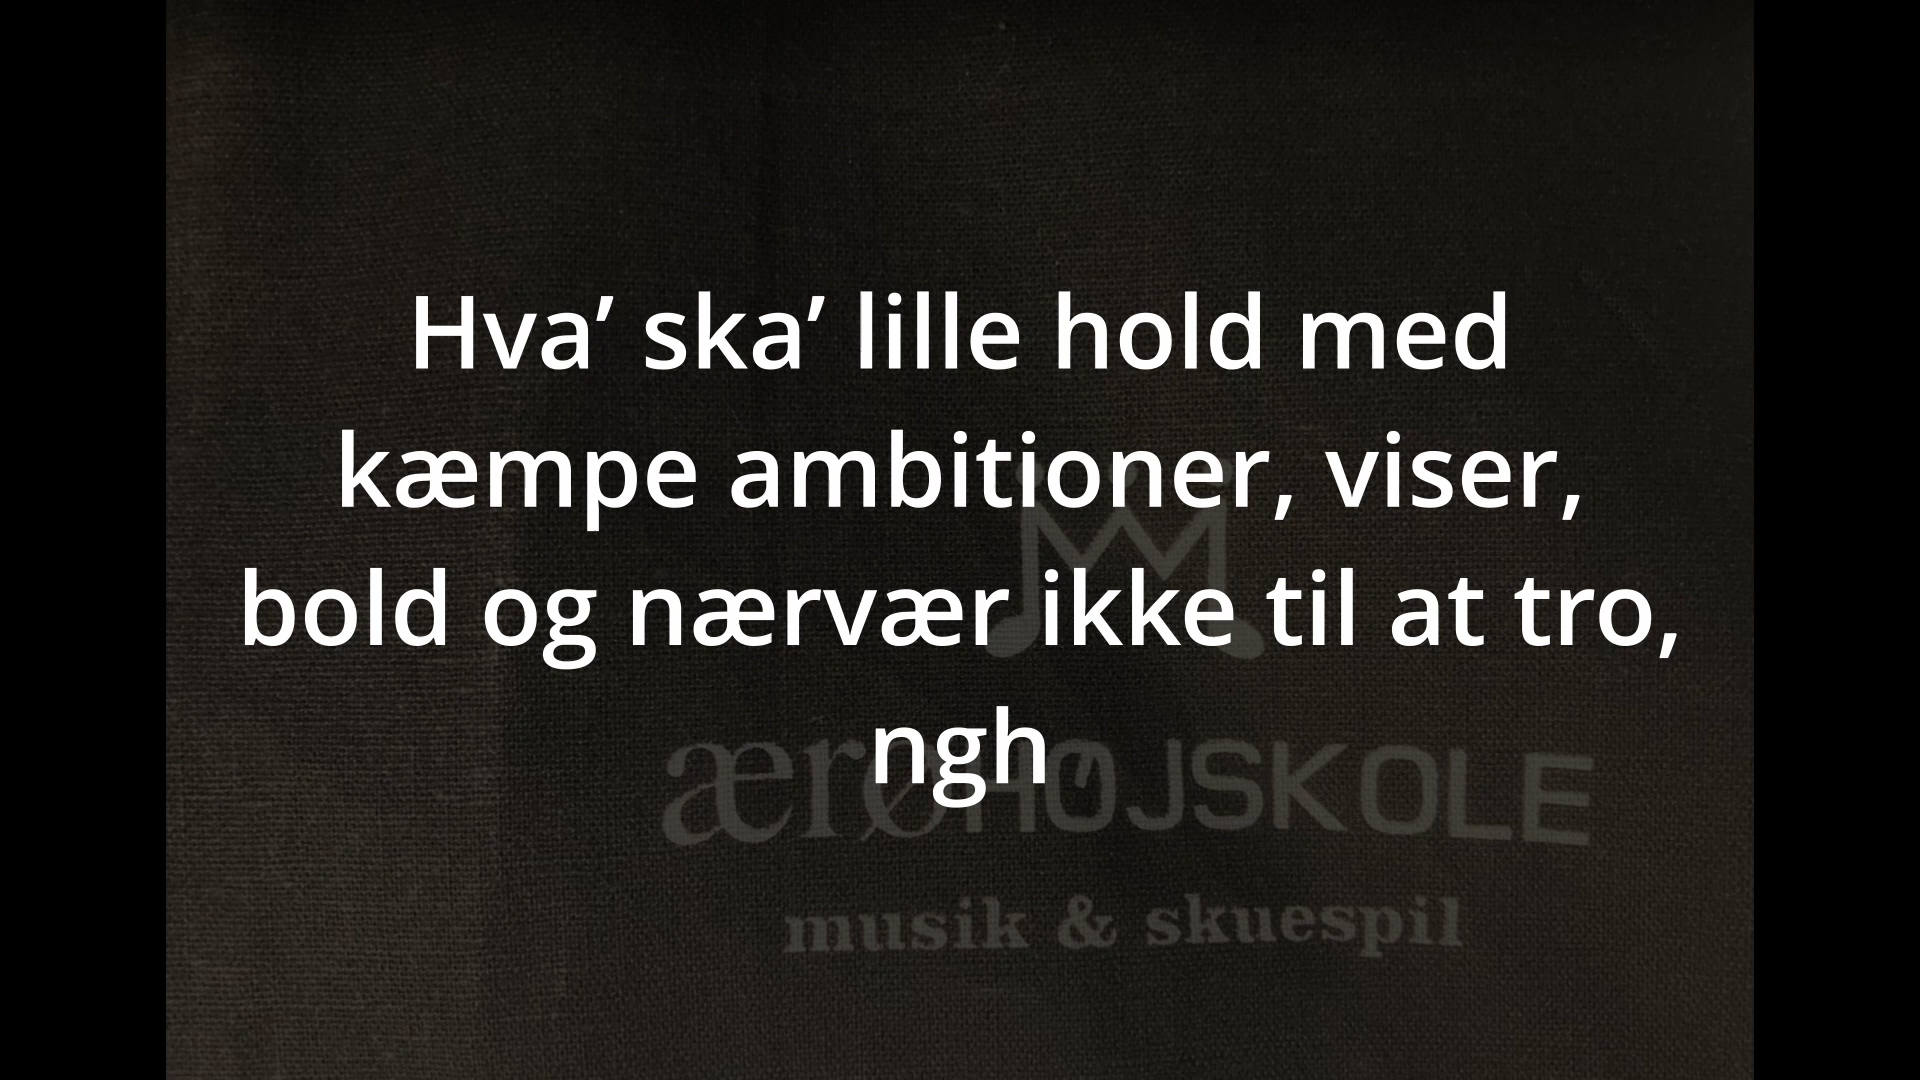 Hva’ ska’ lille hold med
kæmpe ambitioner, viser,
bold og nærvær ikke til at tro,
ngh
ærøHØJSKOLE
musik & skuespil